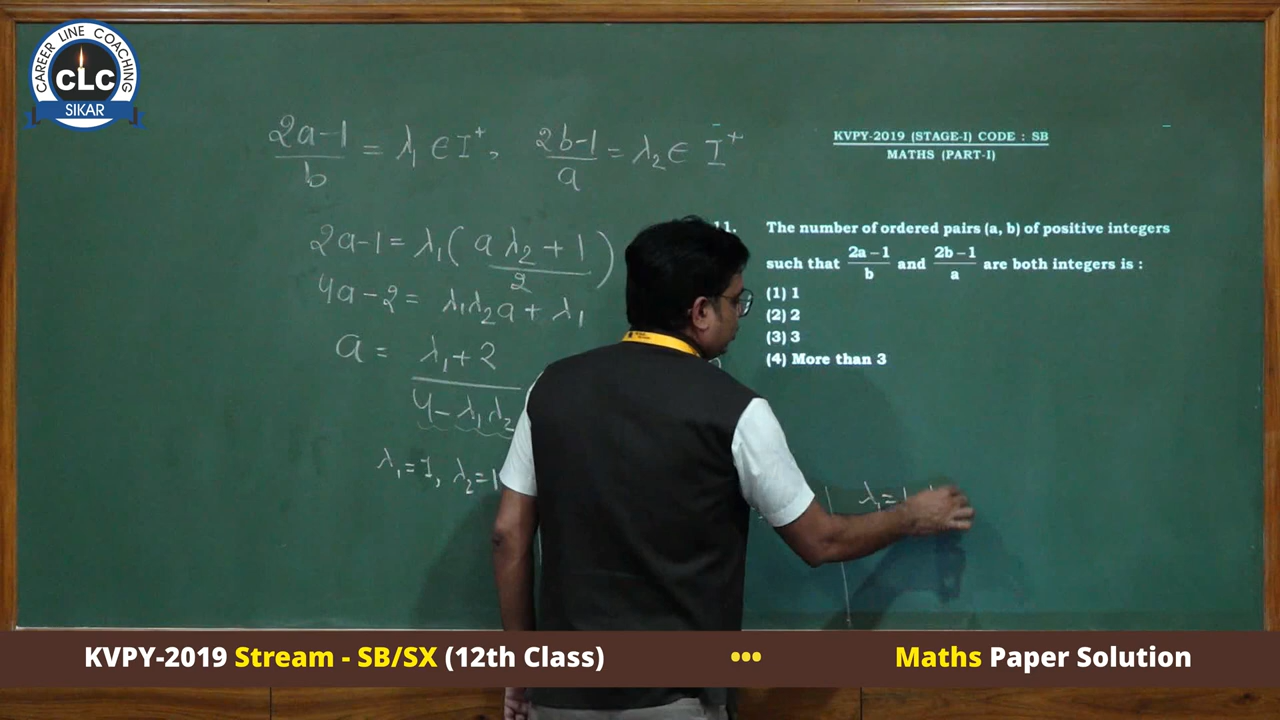 CAREER LINE COACHING
CLC
SIKAR
2a-1/b = λ₁ ∈ I⁺, 2b-1/a = λ₂ ∈ I⁺
2a-1 = λ₁( aλ₂ + 1 / 2 )
4a-2 = λ₁λ₂a + λ₁
a = λ₁+2 / 4-λ₁λ₂
λ₁=1, λ₂=1
λ₁=1
KVPY-2019 (STAGE-I) CODE : SB
MATHS (PART-I)
11. The number of ordered pairs (a, b) of positive integers
such that 2a-1/b and 2b-1/a are both integers is :
(1) 1
(2) 2
(3) 3
(4) More than 3
KVPY-2019 Stream - SB/SX (12th Class) ••• Maths Paper Solution